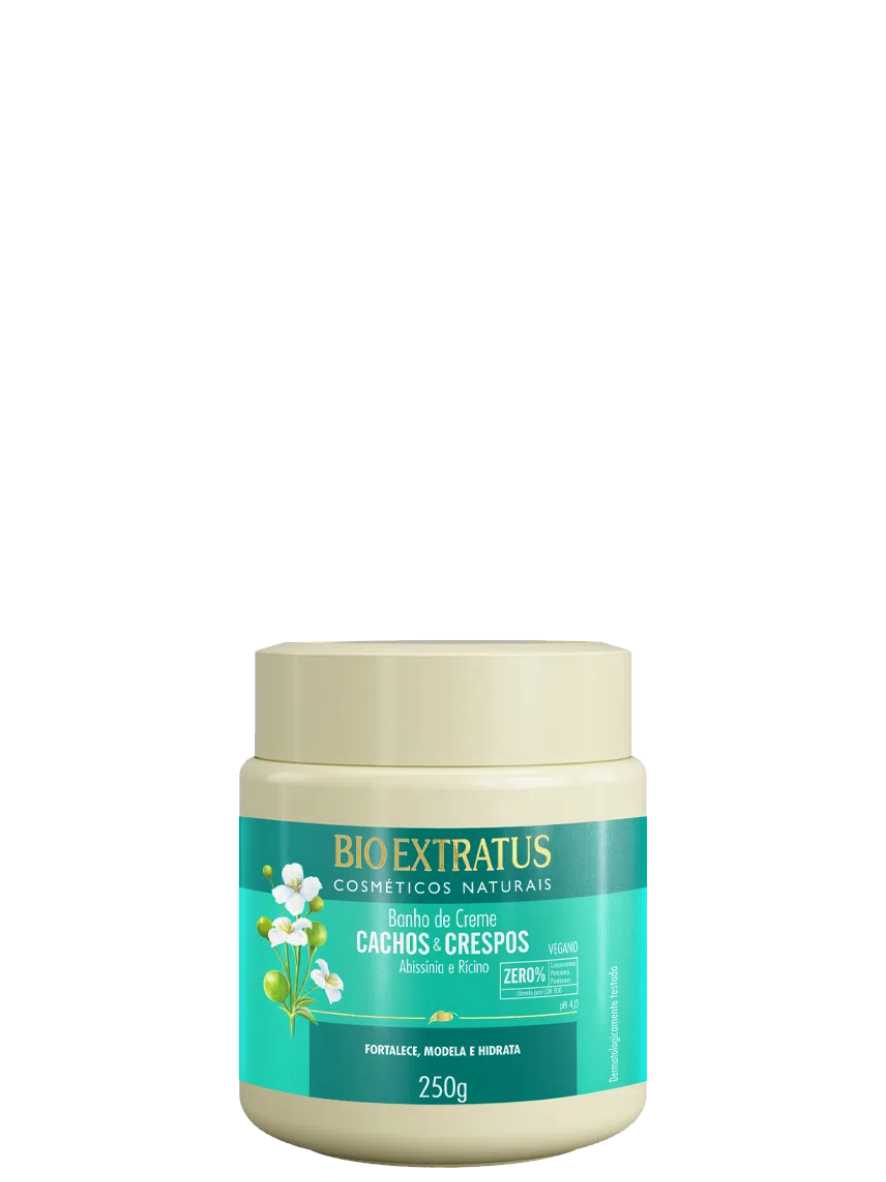 BIO EXTRATUS
COSMÉTICOS NATURAIS
Banho de Creme
CACHOS & CRESPOS
Abissínia e Rícino
VEGANO
ZERO%
pH 4,0
Dermatologicamente testado
FORTALECE, MODELA E HIDRATA
250g